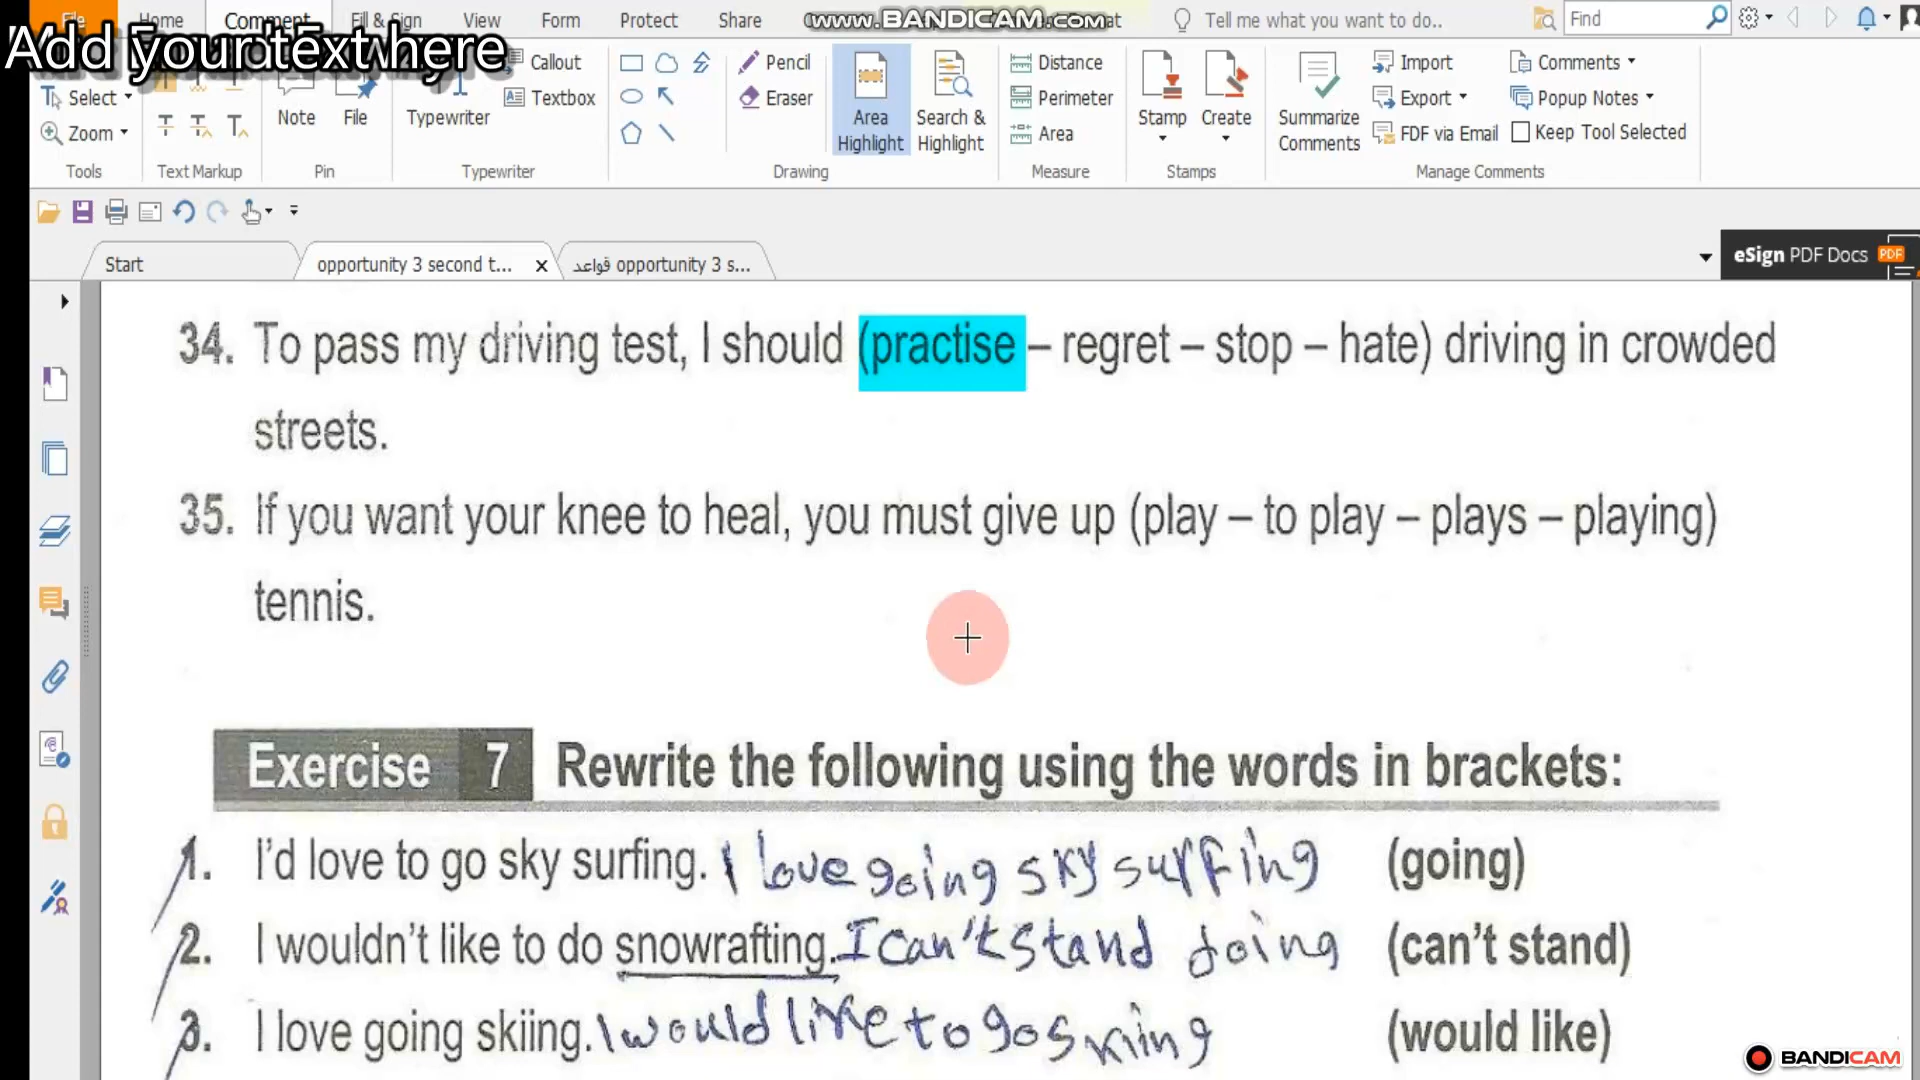 File Home Comment Fill & Sign View Form Protect Share
www.BANDICAM.com
Tell me what you want to do..
Find
Add your text here
Callout
Select Textbox
Zoom Note File Typewriter
Pencil
Eraser
Area Highlight
Search & Highlight
Distance
Perimeter
Area
Stamp Create
Summarize Comments
Import
Export
FDF via Email
Comments
Popup Notes
Keep Tool Selected
Tools Text Markup Pin Typewriter Drawing Measure Stamps Manage Comments
Start
opportunity 3 second t...
قواعد opportunity 3 s...
eSign PDF Docs PDF
34. To pass my driving test, I should (practise – regret – stop – hate) driving in crowded
streets.
35. If you want your knee to heal, you must give up (play – to play – plays – playing)
tennis.
Exercise 7 Rewrite the following using the words in brackets:
1. I'd love to go sky surfing. I love going sky surfing (going)
2. I wouldn't like to do snowrafting. I can't stand doing (can't stand)
3. I love going skiing. I would like to go skiing (would like)
BANDICAM